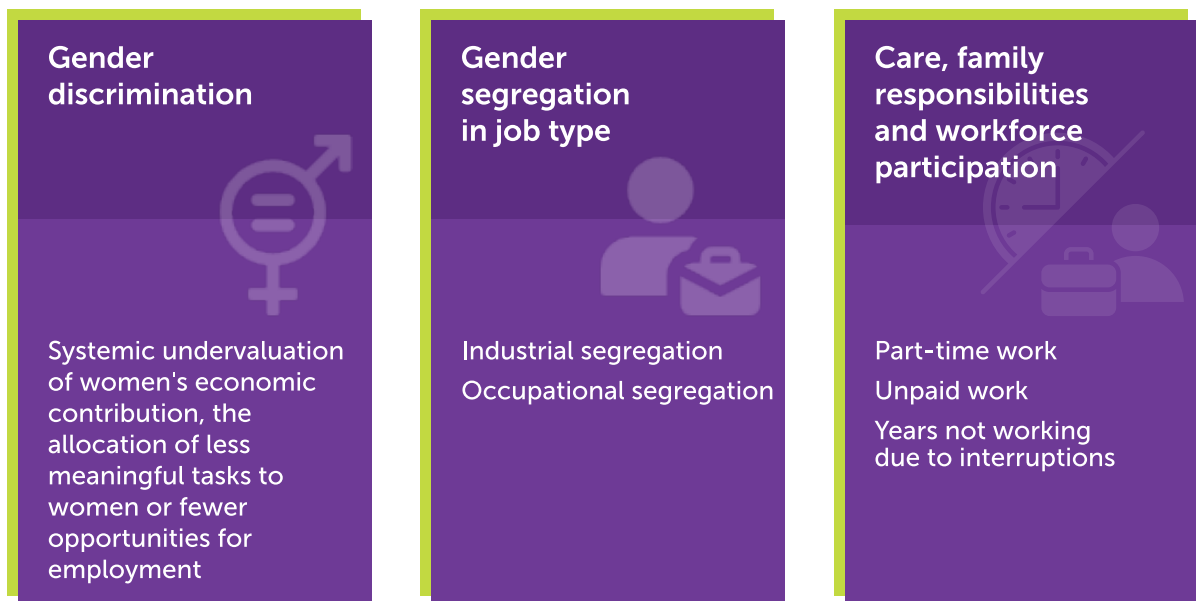 Gender
discrimination
Systemic undervaluation
of women's economic
contribution, the
allocation of less
meaningful tasks to
women or fewer
opportunities for
employment
Gender
segregation
in job type
Industrial segregation
Occupational segregation
Care, family
responsibilities
and workforce
participation
Part-time work
Unpaid work
Years not working
due to interruptions